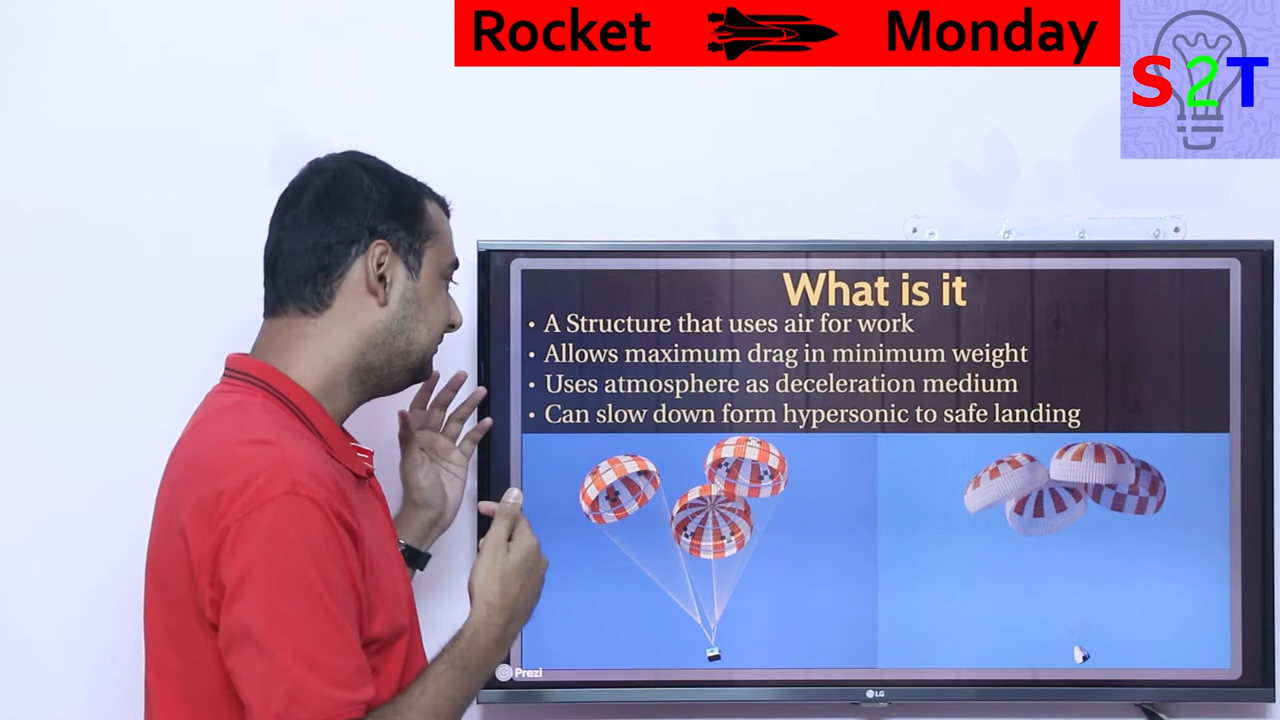 Rocket Monday
S2T
What is it
• A Structure that uses air for work
• Allows maximum drag in minimum weight
• Uses atmosphere as deceleration medium
• Can slow down form hypersonic to safe landing
Prezi
LG